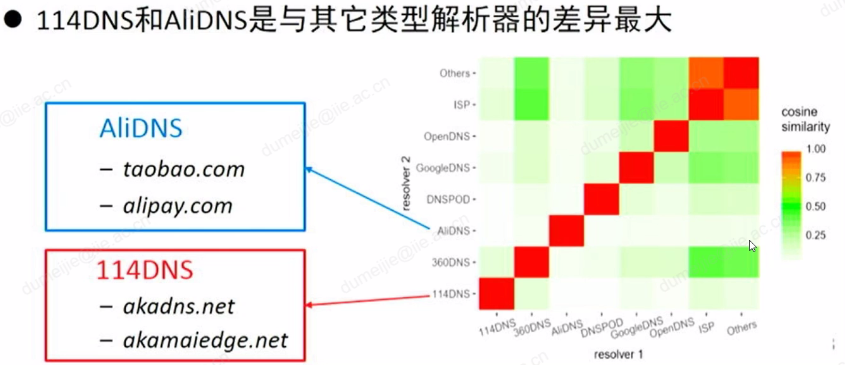 ● 114DNS和AliDNS是与其它类型解析器的差异最大
AliDNS
– taobao.com
– alipay.com
114DNS
– akadns.net
– akamaiedge.net
resolver 2
Others
ISP
OpenDNS
GoogleDNS
DNSPOD
AliDNS
360DNS
114DNS
114DNS 360DNS AliDNS DNSPOD GoogleDNS OpenDNS ISP Others
resolver 1
cosine
similarity
1.00
0.75
0.50
0.25
dumeijie@iie.ac.cn